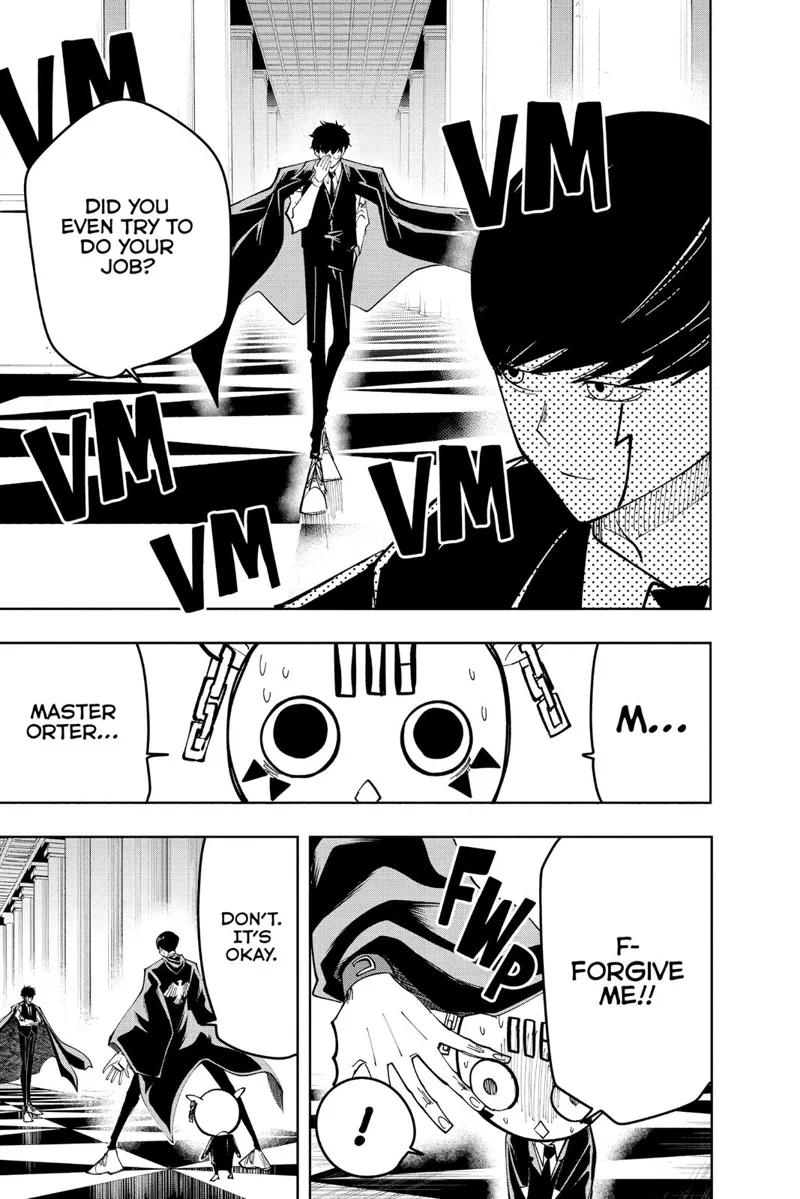 VM
VM
DID YOU
EVEN TRY TO
DO YOUR
JOB?
VM
VM
VM
M...
MASTER
ORTER...
F-
FORGIVE
ME!!
FWP
!
DON'T.
IT'S
OKAY.